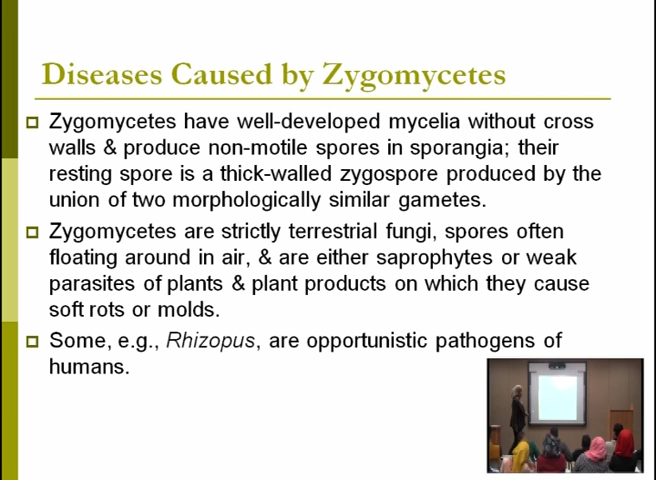 Diseases Caused by Zygomycetes
Zygomycetes have well-developed mycelia without cross
walls & produce non-motile spores in sporangia; their
resting spore is a thick-walled zygospore produced by the
union of two morphologically similar gametes.
Zygomycetes are strictly terrestrial fungi, spores often
floating around in air, & are either saprophytes or weak
parasites of plants & plant products on which they cause
soft rots or molds.
Some, e.g., Rhizopus, are opportunistic pathogens of
humans.